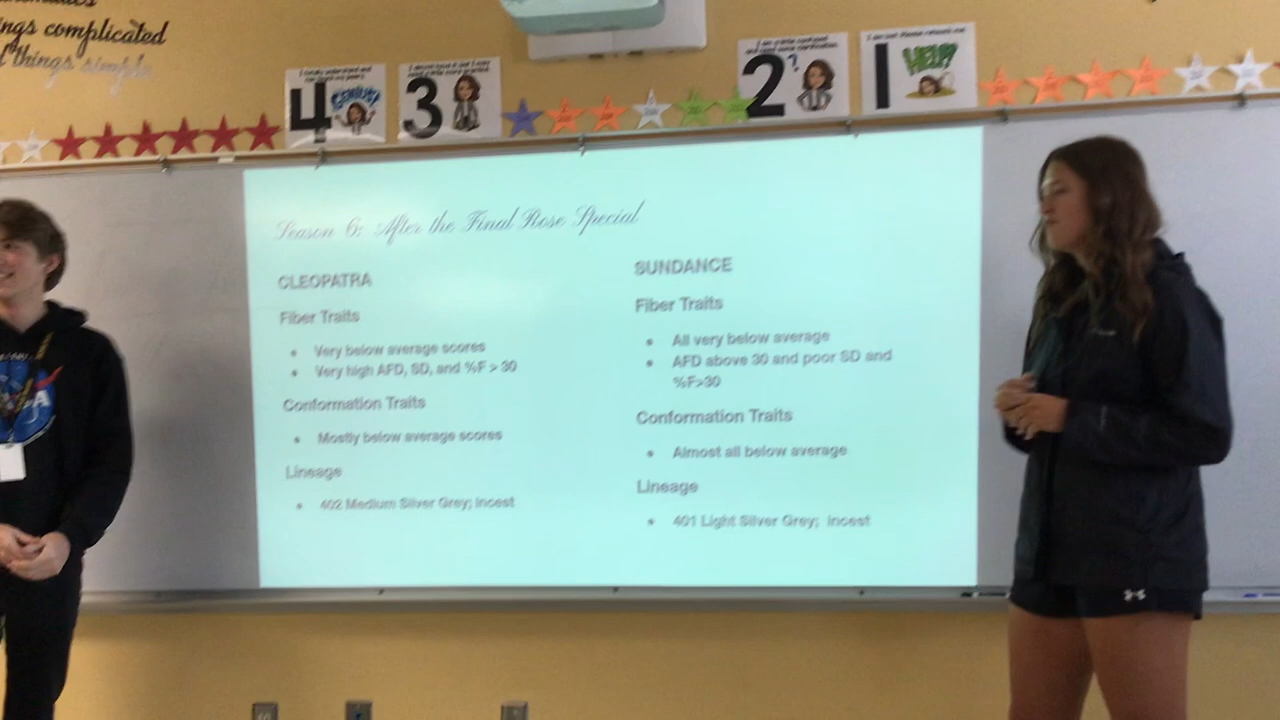 ngs complicated
things simple.
4
GENIUS!
3
2
?
1
HELP!
Season 6: After the Final Rose Special
CLEOPATRA
Fiber Traits
• Very below average scores
• Very high AFD, SD, and %F > 30
Conformation Traits
• Mostly below average scores
Lineage
• 402 Medium Silver Grey; Incest
SUNDANCE
Fiber Traits
• All very below average
• AFD above 30 and poor SD and
%F>30
Conformation Traits
• Almost all below average
Lineage
• 401 Light Silver Grey; Incest